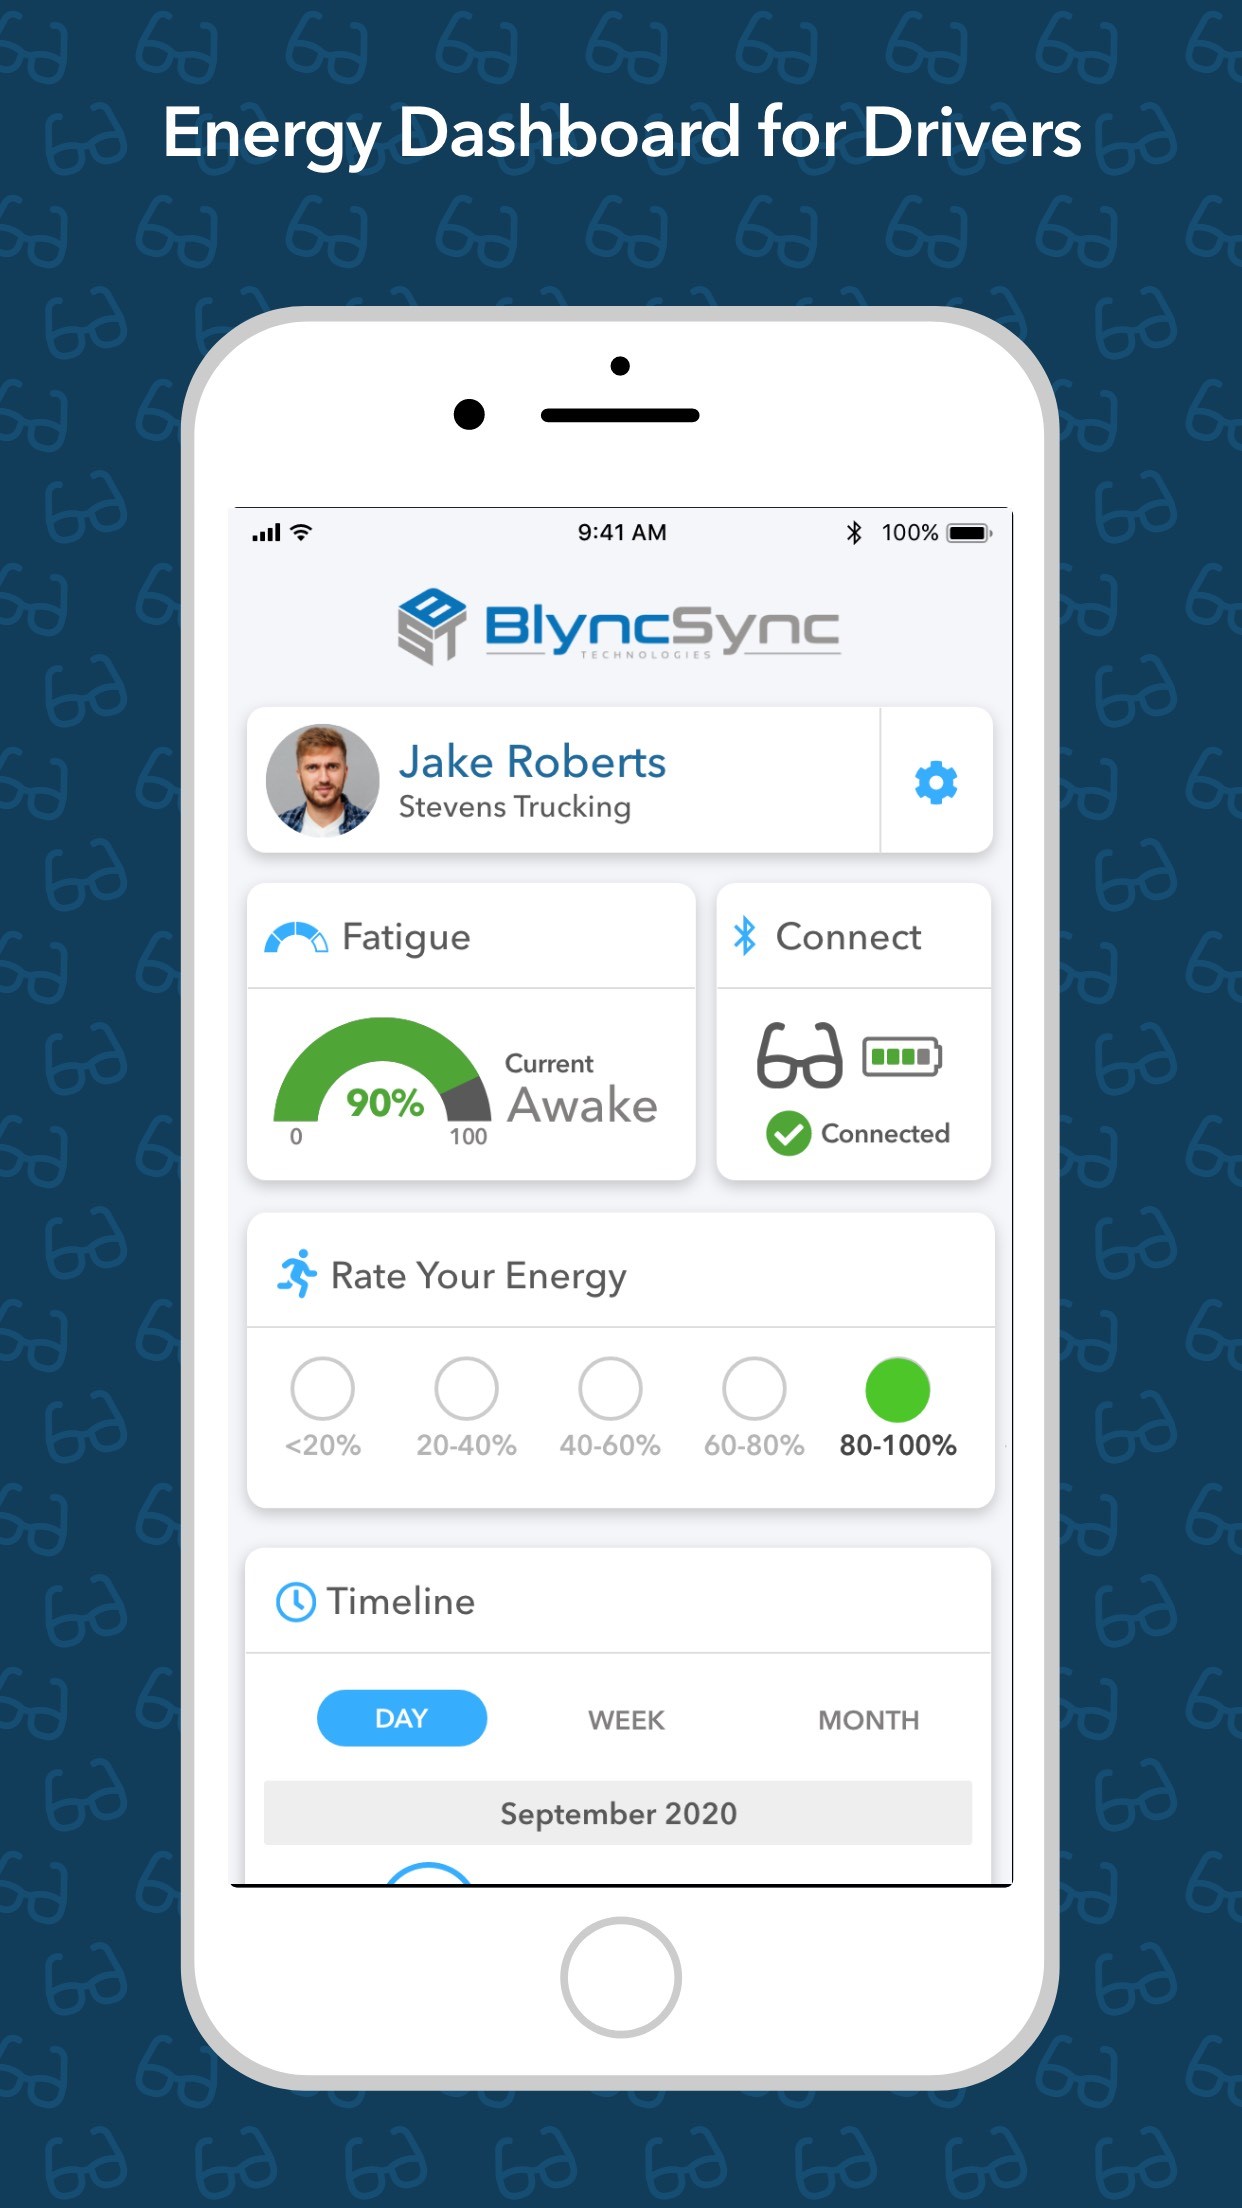 Energy Dashboard for Drivers
9:41 AM
100%
BST
BlyncSync
TECHNOLOGIES
Jake Roberts
Stevens Trucking
Fatigue
Connect
90%
0
100
Current
Awake
Connected
Rate Your Energy
<20%
20-40%
40-60%
60-80%
80-100%
Timeline
DAY
WEEK
MONTH
September 2020